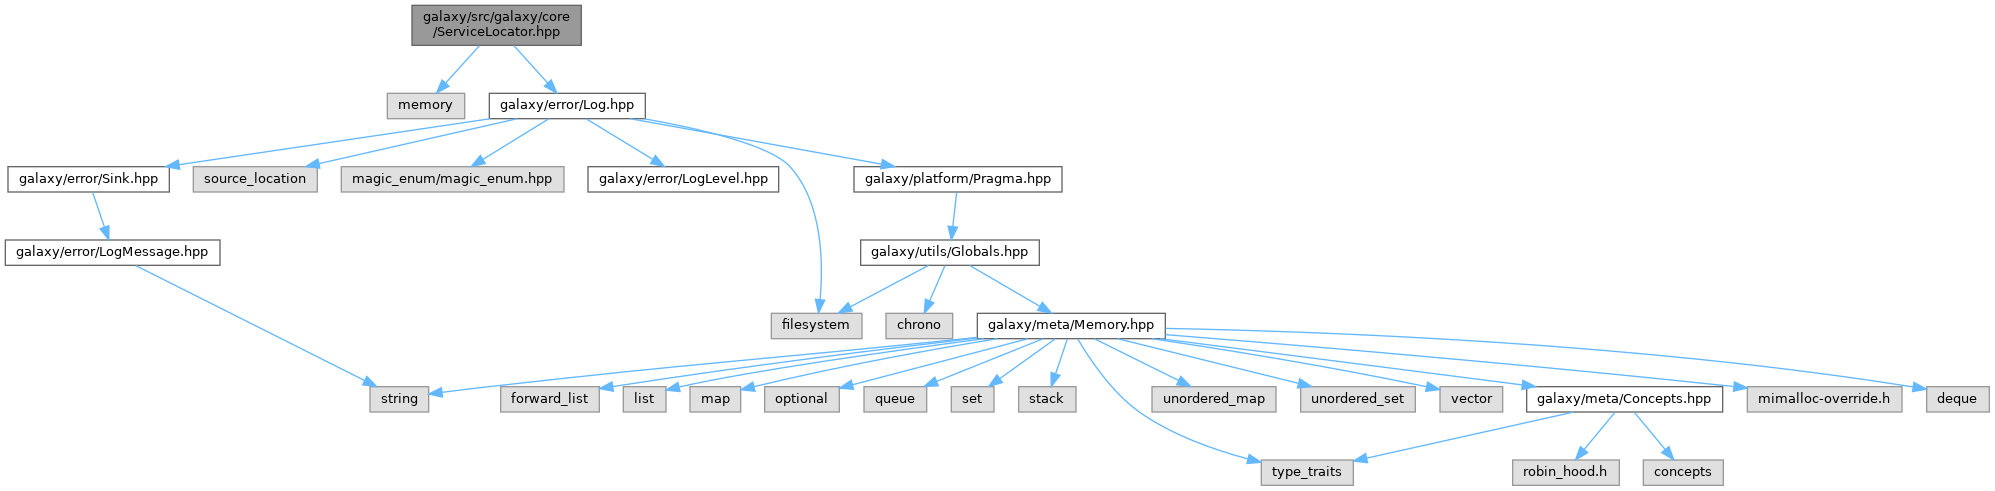 galaxy/src/galaxy/core
/ServiceLocator.hpp
memory
galaxy/error/Log.hpp
galaxy/error/Sink.hpp
source_location
magic_enum/magic_enum.hpp
galaxy/error/LogLevel.hpp
galaxy/platform/Pragma.hpp
galaxy/error/LogMessage.hpp
galaxy/utils/Globals.hpp
filesystem
chrono
galaxy/meta/Memory.hpp
string
forward_list
list
map
optional
queue
set
stack
unordered_map
unordered_set
vector
galaxy/meta/Concepts.hpp
mimalloc-override.h
deque
type_traits
robin_hood.h
concepts